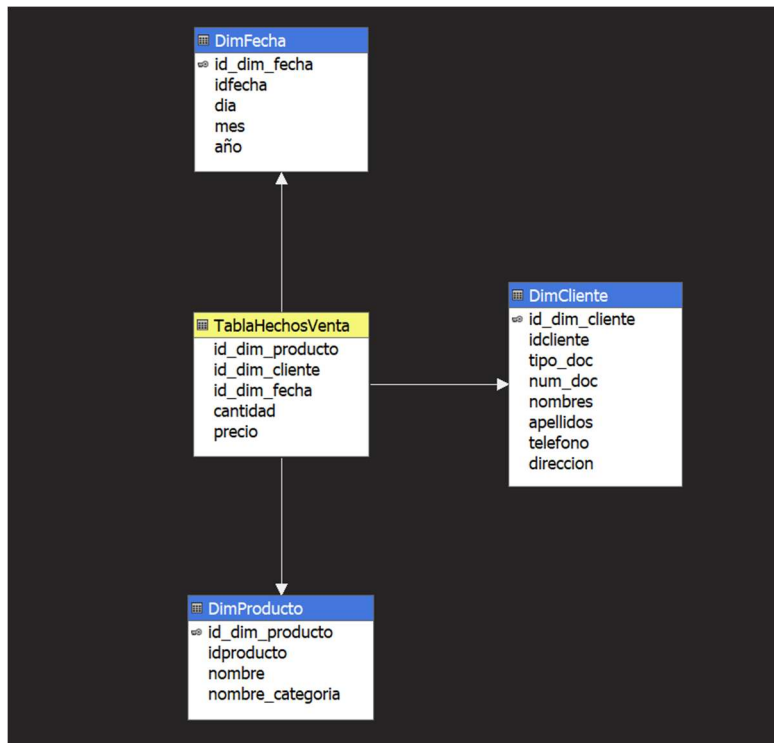 DimFecha
id_dim_fecha
idfecha
dia
mes
año
TablaHechosVenta
id_dim_producto
id_dim_cliente
id_dim_fecha
cantidad
precio
DimCliente
id_dim_cliente
idcliente
tipo_doc
num_doc
nombres
apellidos
telefono
direccion
DimProducto
id_dim_producto
idproducto
nombre
nombre_categoria